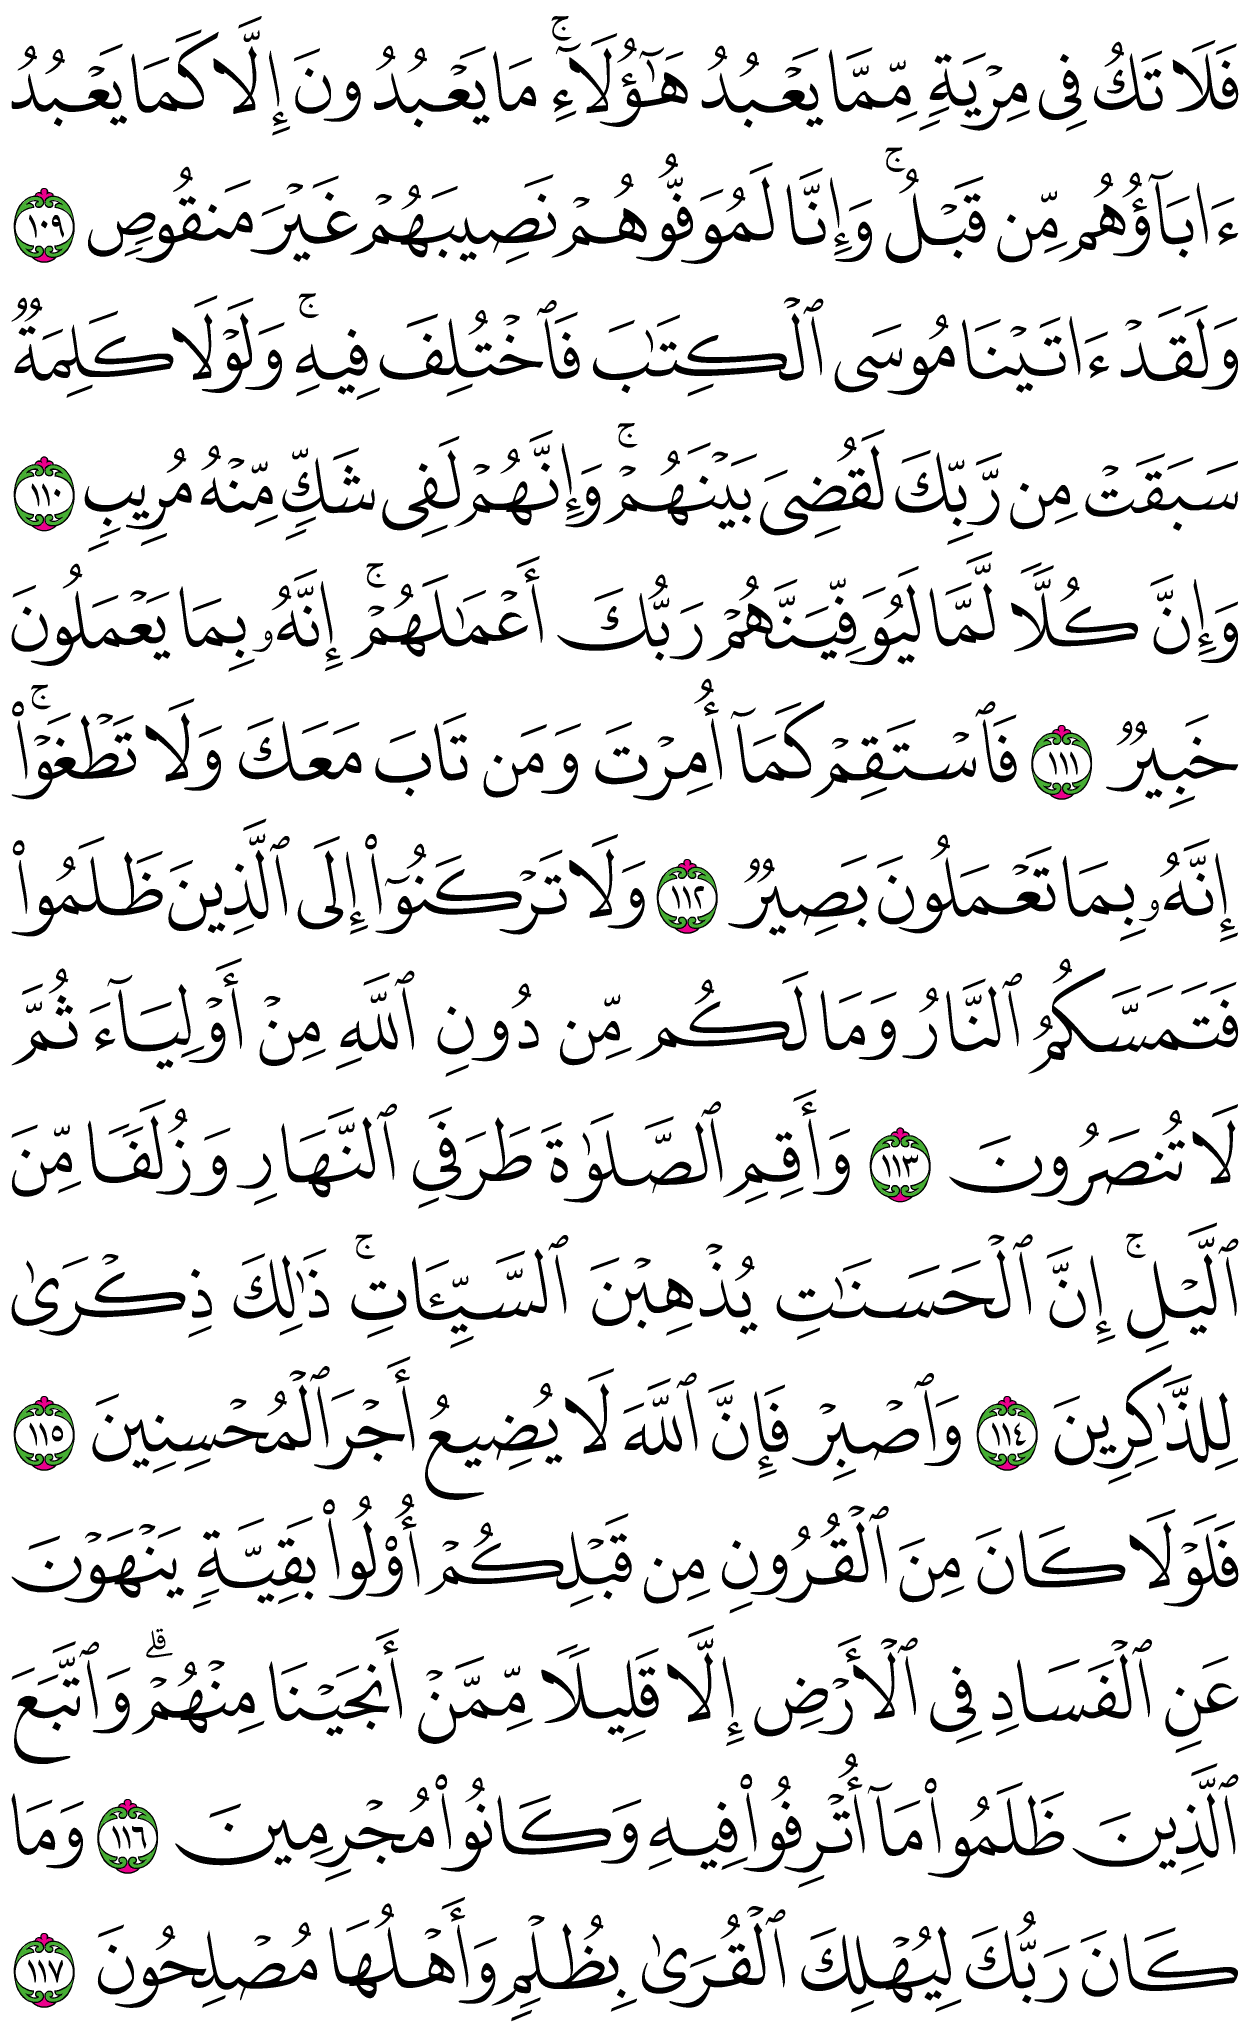 فَلَا تَكُ فِى مِرْيَةٍ مِّمَّا يَعْبُدُ هَٰٓؤُلَآءِ ۚ مَا يَعْبُدُونَ إِلَّا كَمَا يَعْبُدُ
ءَابَآؤُهُم مِّن قَبْلُ ۚ وَإِنَّا لَمُوَفُّوهُمْ نَصِيبَهُمْ غَيْرَ مَنقُوصٍ ١٠٩
وَلَقَدْ ءَاتَيْنَا مُوسَى ٱلْكِتَٰبَ فَٱخْتُلِفَ فِيهِ ۚ وَلَوْلَا كَلِمَةٌ
سَبَقَتْ مِن رَّبِّكَ لَقُضِىَ بَيْنَهُمْ ۚ وَإِنَّهُمْ لَفِى شَكٍّ مِّنْهُ مُرِيبٍ ١١٠
وَإِنَّ كُلًّا لَّمَّا لَيُوَفِّيَنَّهُمْ رَبُّكَ أَعْمَٰلَهُمْ ۚ إِنَّهُۥ بِمَا يَعْمَلُونَ
خَبِيرٌ ١١١ فَٱسْتَقِمْ كَمَآ أُمِرْتَ وَمَن تَابَ مَعَكَ وَلَا تَطْغَوْا۟ ۚ
إِنَّهُۥ بِمَا تَعْمَلُونَ بَصِيرٌ ١١٢ وَلَا تَرْكَنُوٓا۟ إِلَى ٱلَّذِينَ ظَلَمُوا۟
فَتَمَسَّكُمُ ٱلنَّارُ وَمَا لَكُم مِّن دُونِ ٱللَّهِ مِنْ أَوْلِيَآءَ ثُمَّ
لَا تُنصَرُونَ ١١٣ وَأَقِمِ ٱلصَّلَوٰةَ طَرَفَىِ ٱلنَّهَارِ وَزُلَفًا مِّنَ
ٱلَّيْلِ ۚ إِنَّ ٱلْحَسَنَٰتِ يُذْهِبْنَ ٱلسَّيِّـَٔاتِ ۚ ذَٰلِكَ ذِكْرَىٰ
لِلذَّٰكِرِينَ ١١٤ وَٱصْبِرْ فَإِنَّ ٱللَّهَ لَا يُضِيعُ أَجْرَ ٱلْمُحْسِنِينَ ١١٥
فَلَوْلَا كَانَ مِنَ ٱلْقُرُونِ مِن قَبْلِكُمْ أُو۟لُوا۟ بَقِيَّةٍ يَنْهَوْنَ
عَنِ ٱلْفَسَادِ فِى ٱلْأَرْضِ إِلَّا قَلِيلًا مِّمَّنْ أَنجَيْنَا مِنْهُمْ ۗ وَٱتَّبَعَ
ٱلَّذِينَ ظَلَمُوا۟ مَآ أُتْرِفُوا۟ فِيهِ وَكَانُوا۟ مُجْرِمِينَ ١١٦ وَمَا
كَانَ رَبُّكَ لِيُهْلِكَ ٱلْقُرَىٰ بِظُلْمٍ وَأَهْلُهَا مُصْلِحُونَ ١١٧